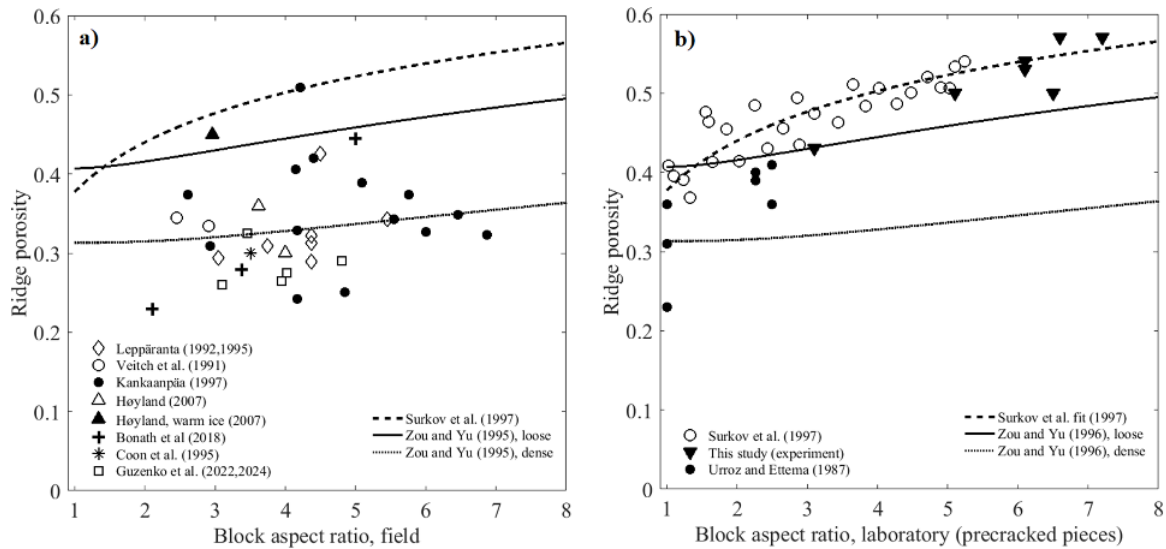 a)
0.6
0.5
0.4
0.3
0.2
0.1
0
Ridge porosity
Leppäranta (1992,1995)
Veitch et al. (1991)
Kankaanpäa (1997)
Høyland (2007)
Høyland, warm ice (2007)
Bonath et al (2018)
Coon et al. (1995)
Guzenko et al. (2022,2024)
Surkov et al. (1997)
Zou and Yu (1995), loose
Zou and Yu (1995), dense
1 2 3 4 5 6 7 8
Block aspect ratio, field
b)
0.6
0.5
0.4
0.3
0.2
0.1
0
Ridge porosity
Surkov et al. (1997)
This study (experiment)
Urroz and Ettema (1987)
Surkov et al. fit (1997)
Zou and Yu (1996), loose
Zou and Yu (1996), dense
1 2 3 4 5 6 7 8
Block aspect ratio, laboratory (precracked pieces)